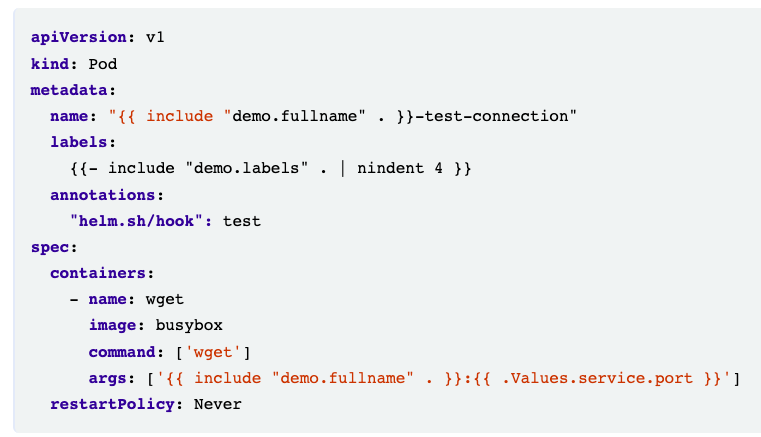 apiVersion: v1
kind: Pod
metadata:
  name: "{{ include "demo.fullname" . }}-test-connection"
  labels:
    {{- include "demo.labels" . | nindent 4 }}
  annotations:
    "helm.sh/hook": test
spec:
  containers:
    - name: wget
      image: busybox
      command: ['wget']
      args: ['{{ include "demo.fullname" . }}:{{ .Values.service.port }}']
  restartPolicy: Never